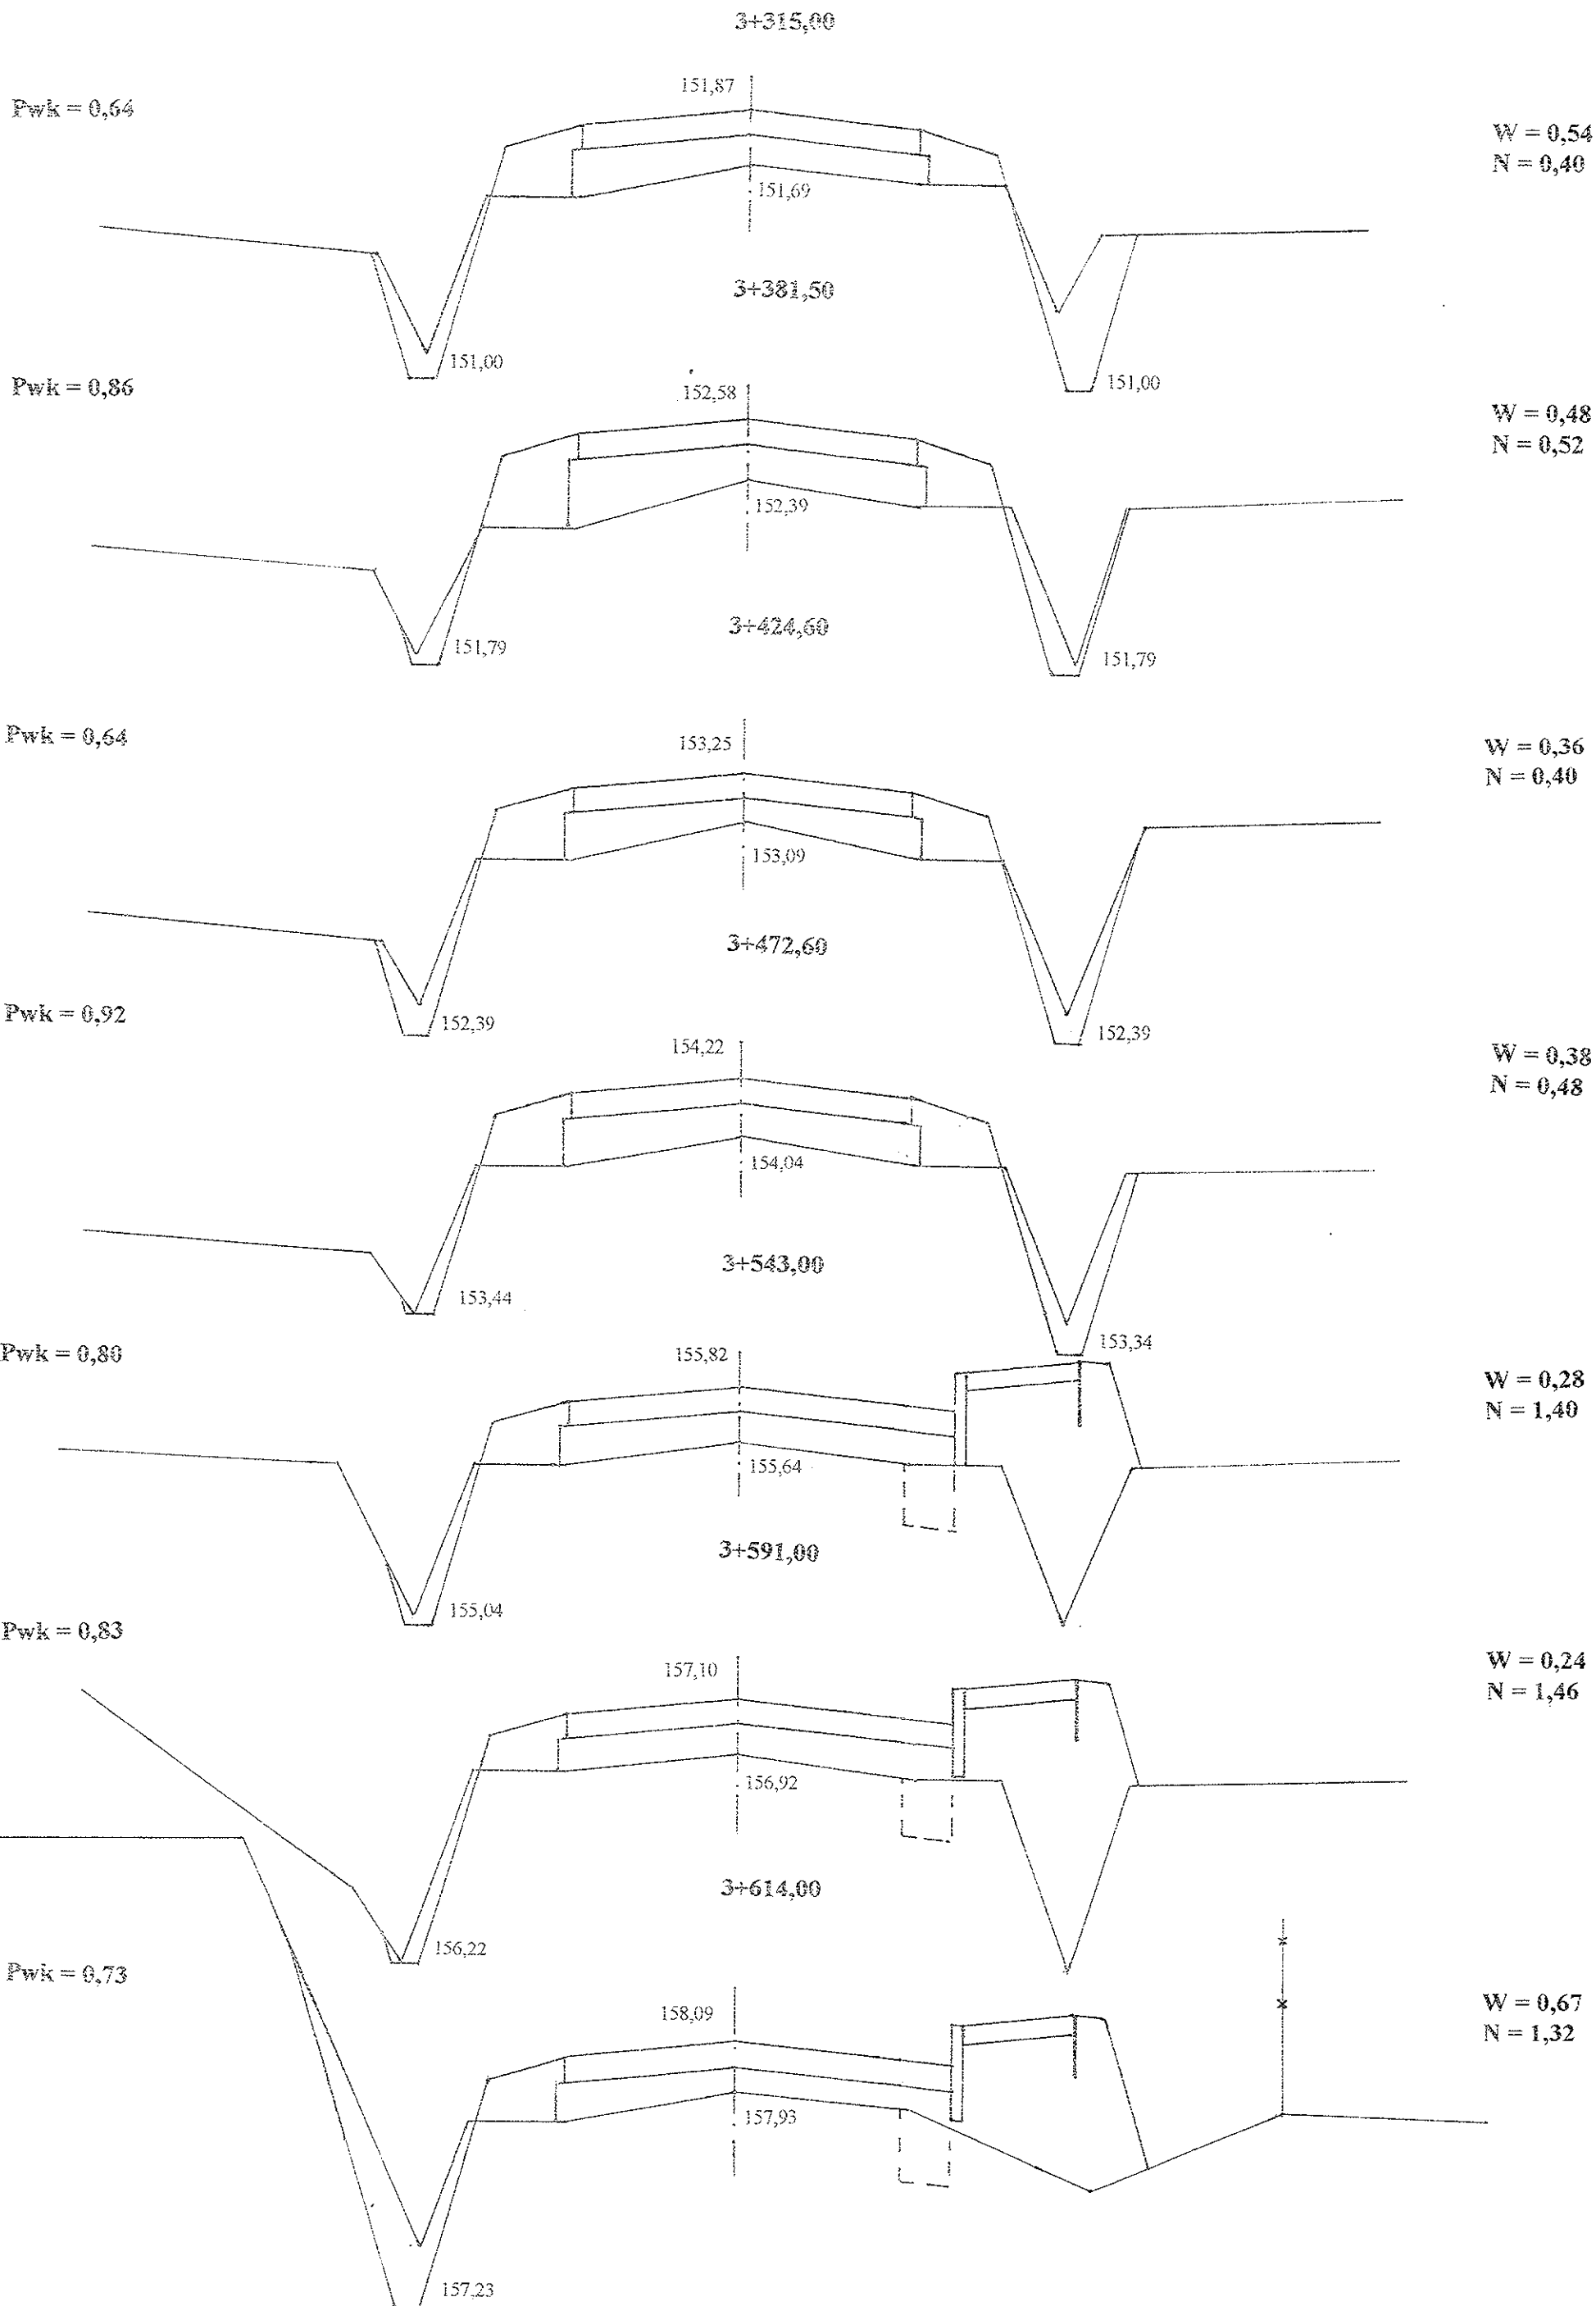 3+315,00
151,87
Pwk = 0,64
W = 0,54
N = 0,40
151,69
3+381,50
151,00
151,00
Pwk = 0,86
152,58
W = 0,48
N = 0,52
152,39
3+424,60
151,79
151,79
Pwk = 0,64
153,25
W = 0,36
N = 0,40
153,09
3+472,60
152,39
152,39
Pwk = 0,92
154,22
W = 0,38
N = 0,48
154,04
3+543,00
153,44
153,34
Pwk = 0,80
155,82
W = 0,28
N = 1,40
155,64
3+591,00
155,04
Pwk = 0,83
157,10
W = 0,24
N = 1,46
156,92
3+614,00
156,22
Pwk = 0,73
158,09
W = 0,67
N = 1,32
157,93
157,23